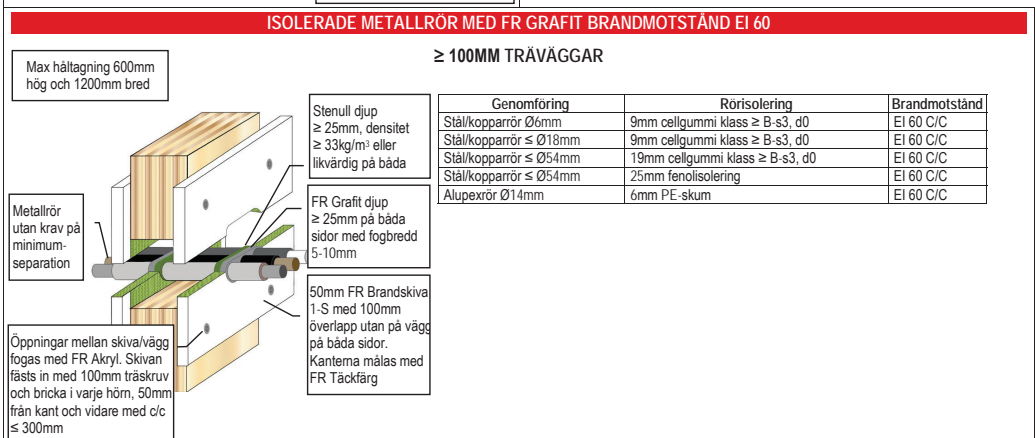 ISOLERADE METALLRÖR MED FR GRAFIT BRANDMOTSTÅND EI 60
≥ 100MM TRÄVÄGGAR
Max håltagning 600mm
hög och 1200mm bred
Stenull djup
≥ 25mm, densitet
≥ 33kg/m³ eller
likvärdig på båda
FR Grafit djup
≥ 25mm på båda
sidor med fogbredd
5-10mm
Metallrör
utan krav på
minimum-
separation
50mm FR Brandskiva
1-S med 100mm
överlapp utan på vägg
på båda sidor.
Kanterna målas med
FR Täckfärg
Öppningar mellan skiva/vägg
fogas med FR Akryl. Skivan
fästs in med 100mm träskruv
och bricka i varje hörn, 50mm
från kant och vidare med c/c
≤ 300mm
Genomföring Rörisolering Brandmotstånd
Stål/kopparrör Ø6mm 9mm cellgummi klass ≥ B-s3, d0 EI 60 C/C
Stål/kopparrör ≤ Ø18mm 9mm cellgummi klass ≥ B-s3, d0 EI 60 C/C
Stål/kopparrör ≤ Ø54mm 19mm cellgummi klass ≥ B-s3, d0 EI 60 C/C
Stål/kopparrör ≤ Ø54mm 25mm fenolisolering EI 60 C/C
Alupexrör Ø14mm 6mm PE-skum EI 60 C/C